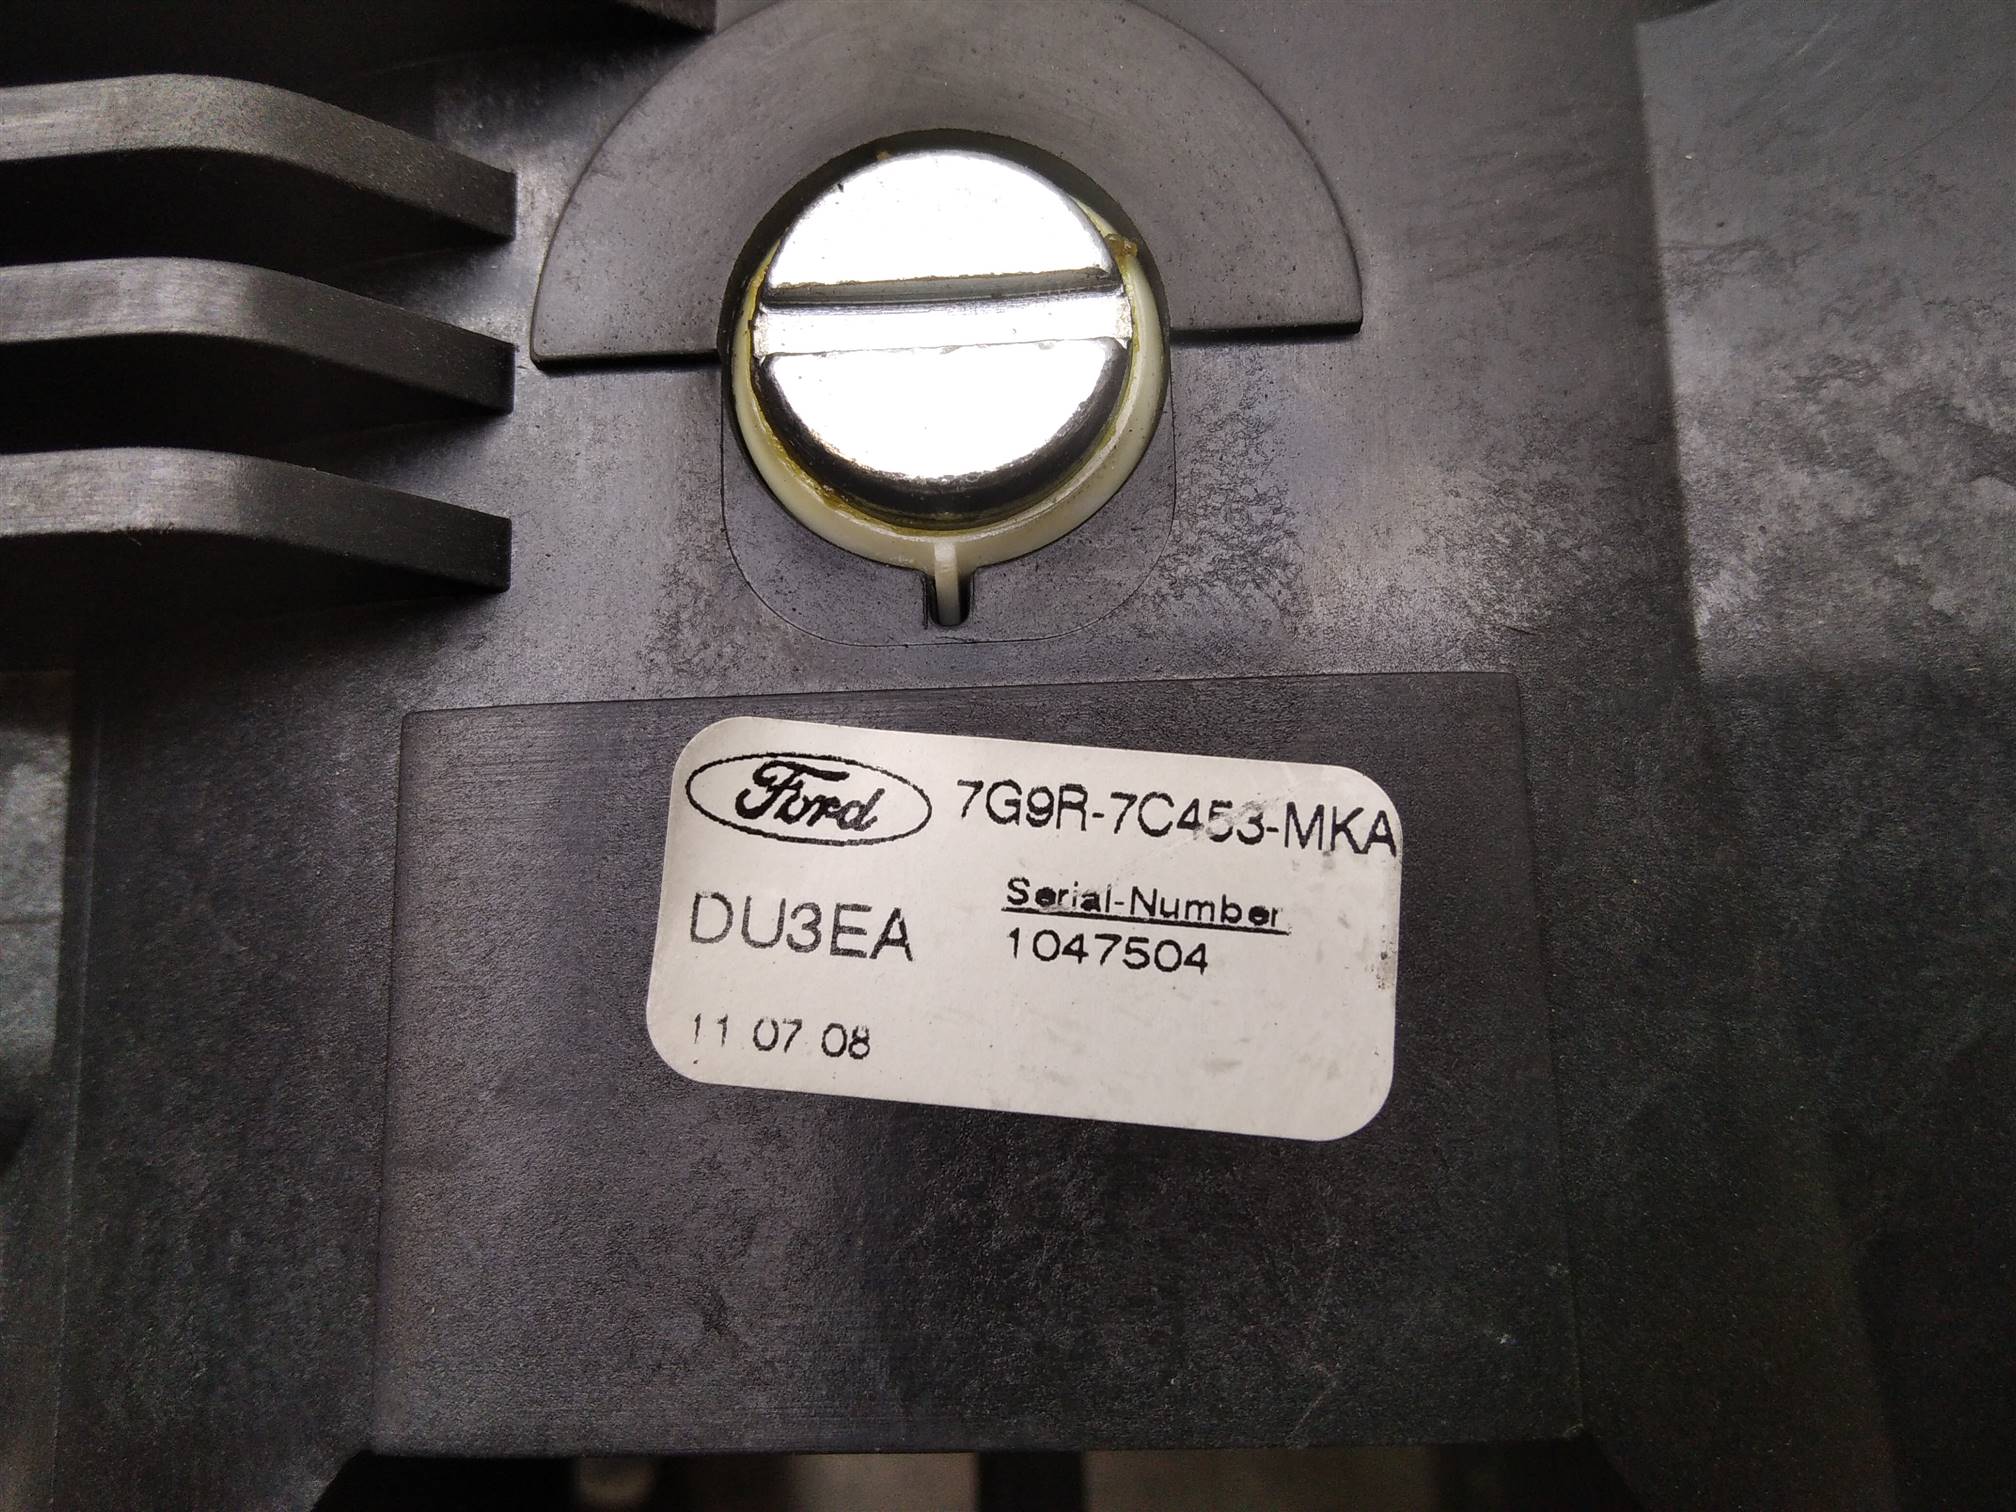 Ford 7G9R-7C453-MKA
DU3EA
Serial-Number
1047504
11 07 08